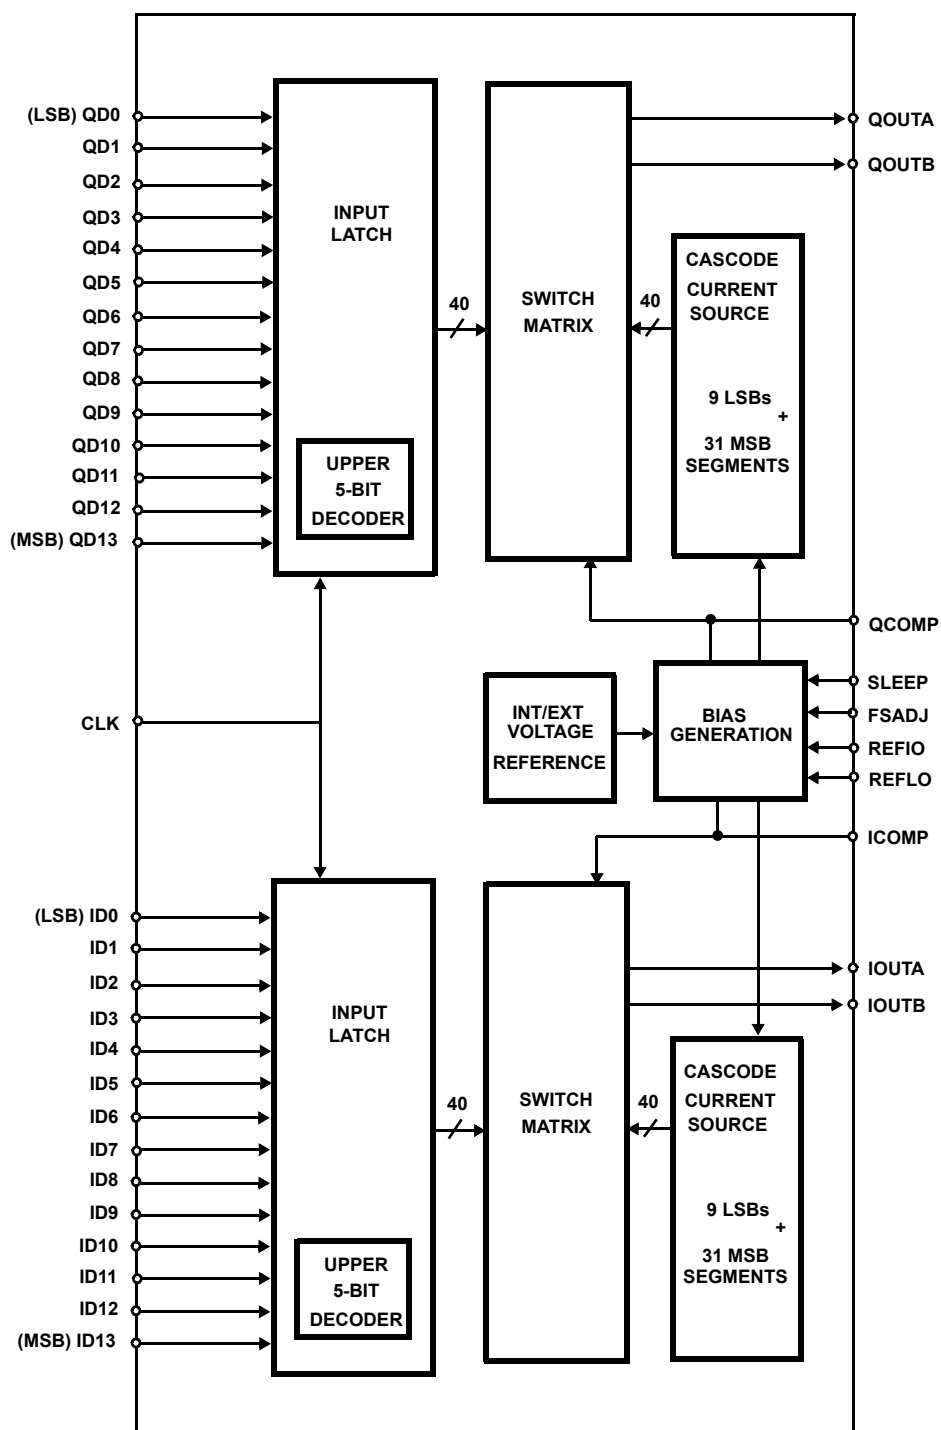 (LSB) QD0
QD1
QD2
QD3
QD4
QD5
QD6
QD7
QD8
QD9
QD10
QD11
QD12
(MSB) QD13
INPUT
LATCH
UPPER
5-BIT
DECODER
40
SWITCH
MATRIX
40
CASCODE
CURRENT
SOURCE
9 LSBs
+
31 MSB
SEGMENTS
QOUTA
QOUTB
QCOMP
CLK
INT/EXT
VOLTAGE
REFERENCE
BIAS
GENERATION
SLEEP
FSADJ
REFIO
REFLO
ICOMP
(LSB) ID0
ID1
ID2
ID3
ID4
ID5
ID6
ID7
ID8
ID9
ID10
ID11
ID12
(MSB) ID13
INPUT
LATCH
UPPER
5-BIT
DECODER
40
SWITCH
MATRIX
40
CASCODE
CURRENT
SOURCE
9 LSBs
+
31 MSB
SEGMENTS
IOUTA
IOUTB